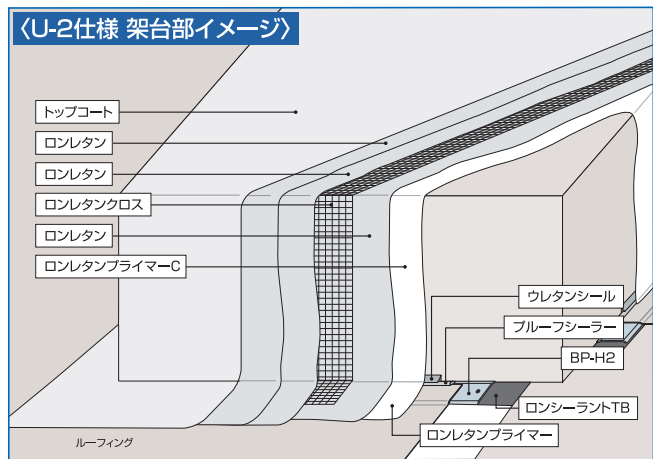 〈U-2仕様 架台部イメージ〉
トップコート
ロンレタン
ロンレタン
ロンレタンクロス
ロンレタン
ロンレタンプライマーC
ウレタンシール
プルーフシーラー
BP-H2
ロンシーラントTB
ロンレタンプライマー
ルーフィング